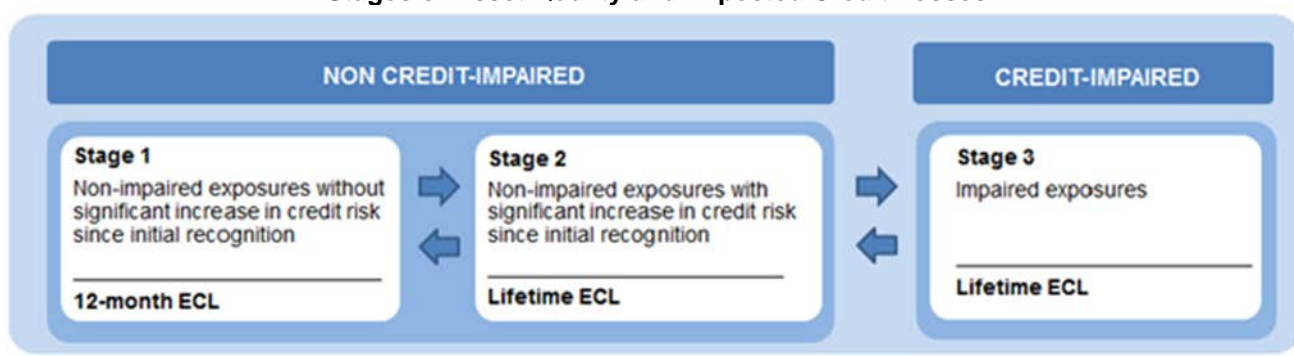 NON CREDIT-IMPAIRED
CREDIT-IMPAIRED
Stage 1
Non-impaired exposures without
significant increase in credit risk
since initial recognition
12-month ECL
Stage 2
Non-impaired exposures with
significant increase in credit risk
since initial recognition
Lifetime ECL
Stage 3
Impaired exposures
Lifetime ECL